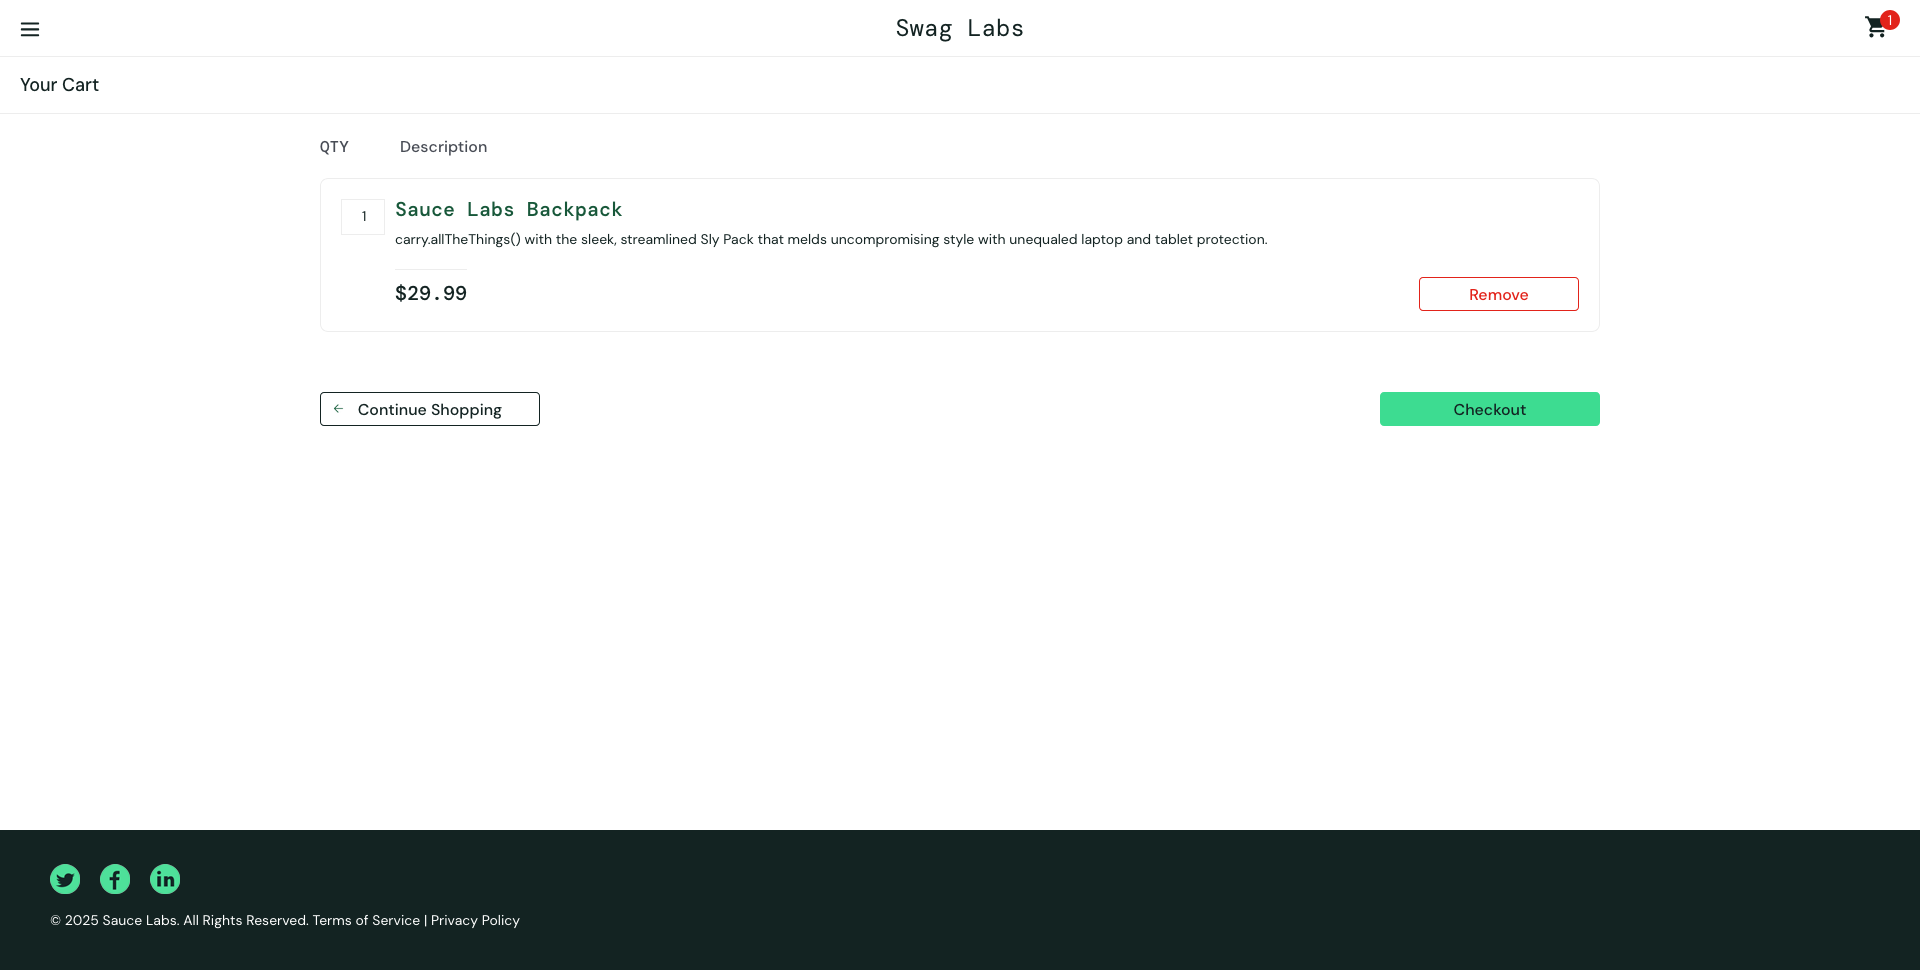 Swag Labs
1
Your Cart
QTY Description
1
Sauce Labs Backpack
carry.allTheThings() with the sleek, streamlined Sly Pack that melds uncompromising style with unequaled laptop and tablet protection.
$29.99
Remove
Continue Shopping
Checkout
© 2025 Sauce Labs. All Rights Reserved. Terms of Service | Privacy Policy